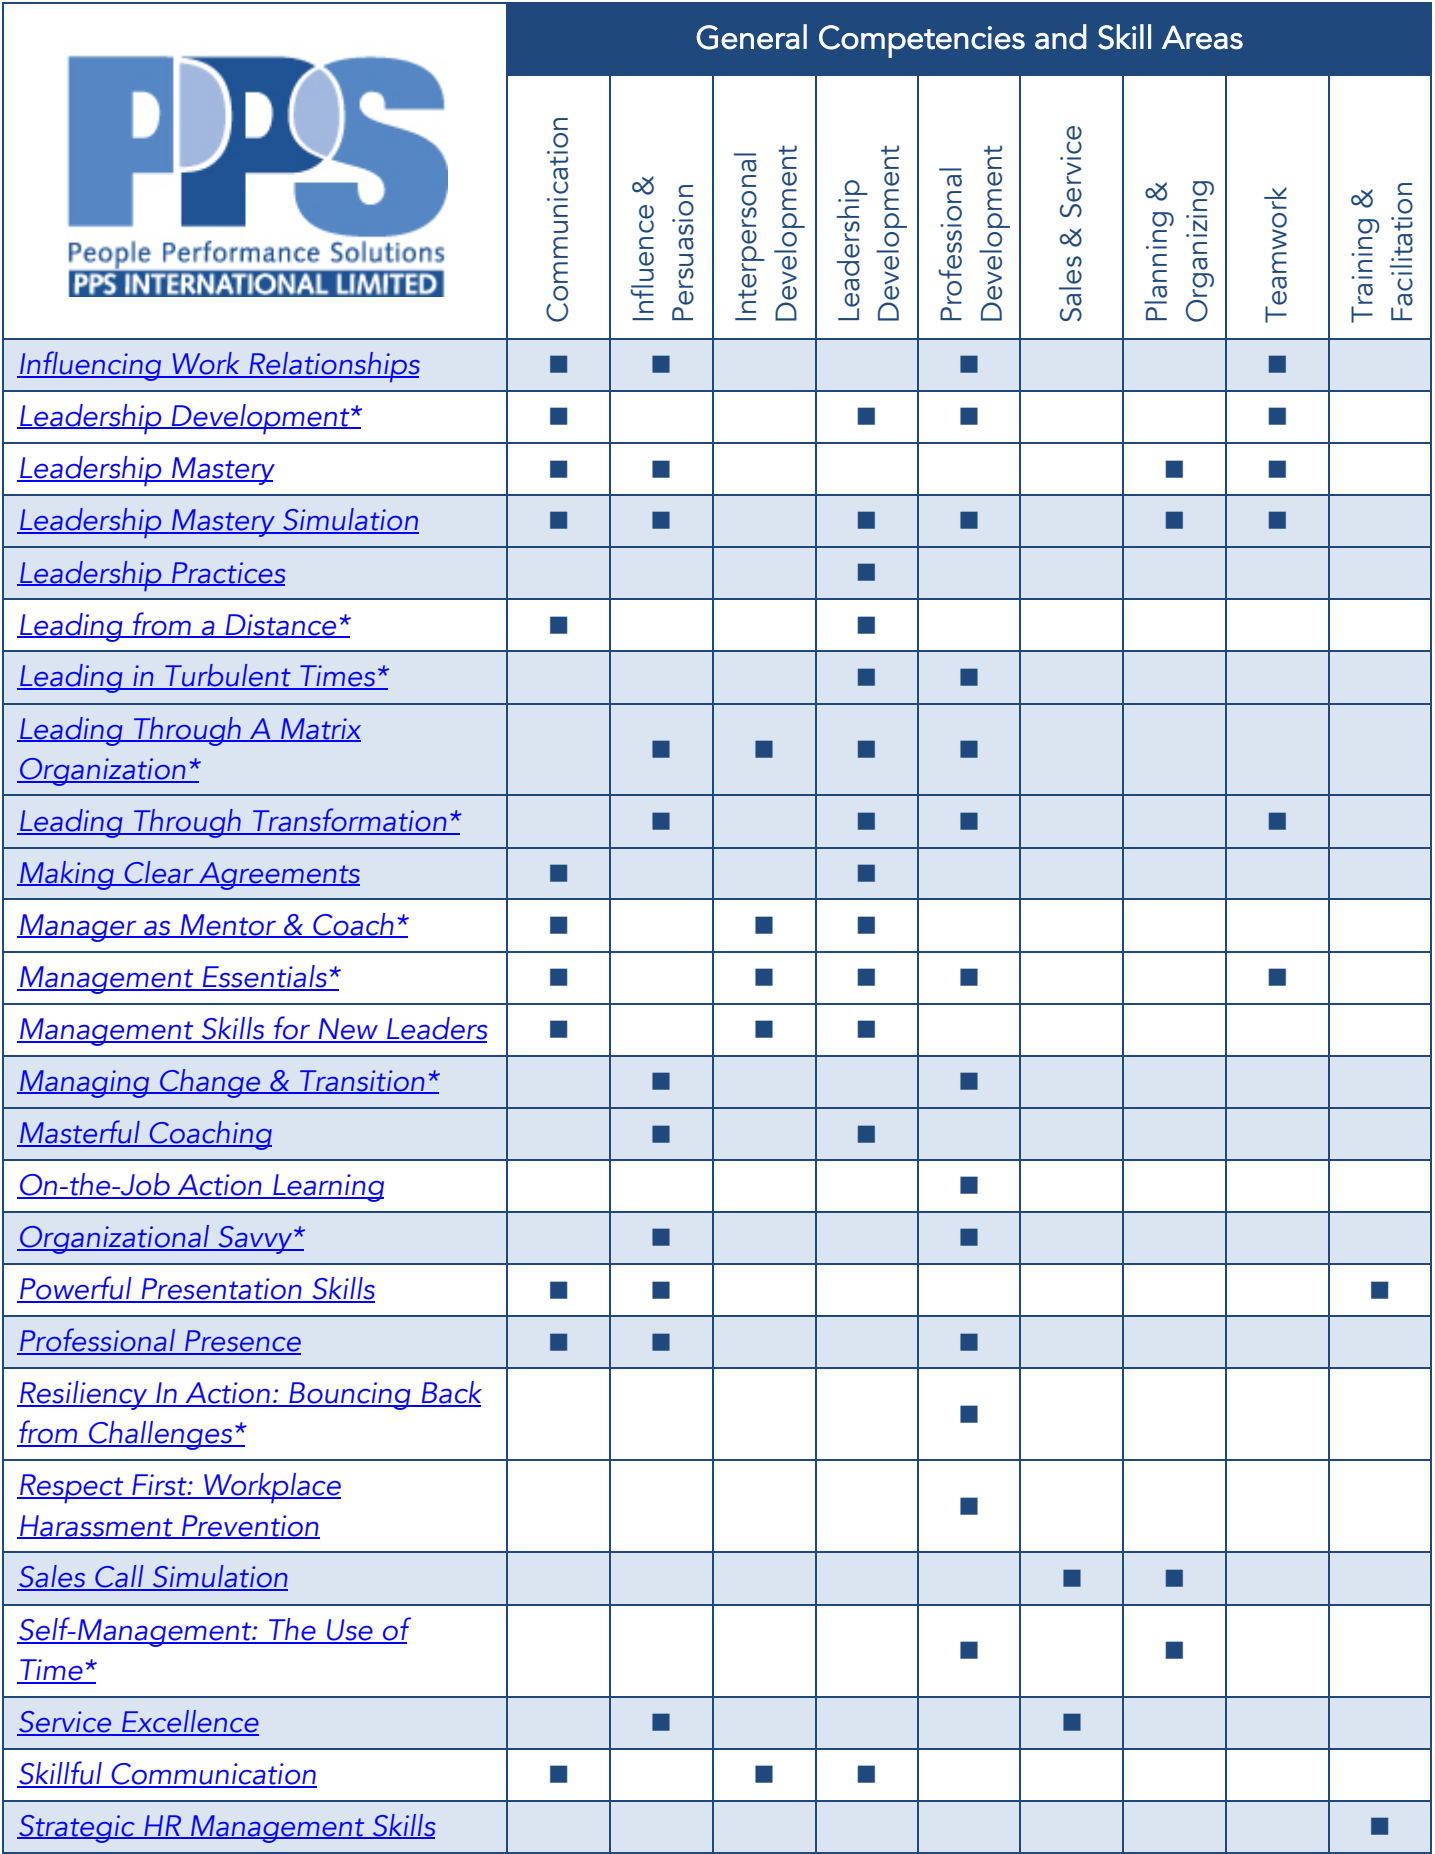 PPS
People Performance Solutions
PPS INTERNATIONAL LIMITED
General Competencies and Skill Areas
Communication
Influence &
Persuasion
Interpersonal
Development
Leadership
Development
Professional
Development
Sales & Service
Planning &
Organizing
Teamwork
Training &
Facilitation
Influencing Work Relationships
Leadership Development*
Leadership Mastery
Leadership Mastery Simulation
Leadership Practices
Leading from a Distance*
Leading in Turbulent Times*
Leading Through A Matrix
Organization*
Leading Through Transformation*
Making Clear Agreements
Manager as Mentor & Coach*
Management Essentials*
Management Skills for New Leaders
Managing Change & Transition*
Masterful Coaching
On-the-Job Action Learning
Organizational Savvy*
Powerful Presentation Skills
Professional Presence
Resiliency In Action: Bouncing Back
from Challenges*
Respect First: Workplace
Harassment Prevention
Sales Call Simulation
Self-Management: The Use of
Time*
Service Excellence
Skillful Communication
Strategic HR Management Skills